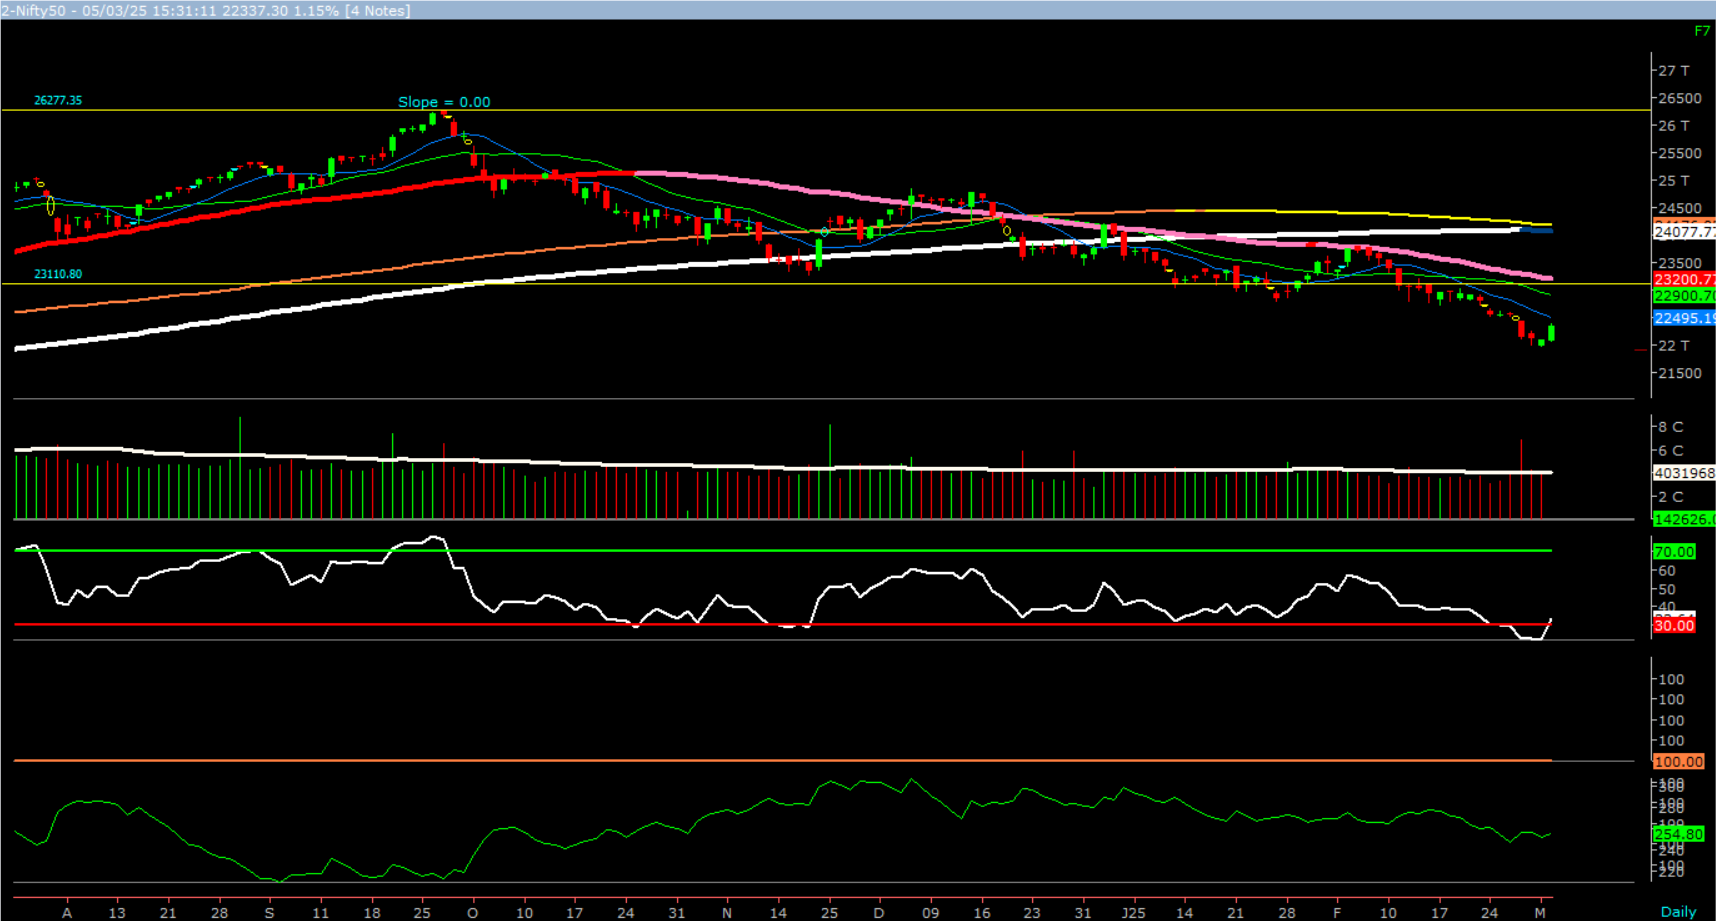 2-Nifty50 - 05/03/25 15:31:11 22337.30 1.15% [4 Notes]
F7
27 T
26277.35
Slope = 0.00
26500
26 T
25500
25 T
24500
24077.77
23500
23110.80
23200.77
22900.70
22495.19
22 T
21500
8 C
6 C
4031968
2 C
142626.0
70.00
60
50
40
30.00
100
100
100
100
100.00
254.80
240
220
A 13 21 28 S 11 18 25 O 10 17 24 31 N 14 25 D 09 16 23 31 J25 14 21 28 F 10 17 24 M
Daily